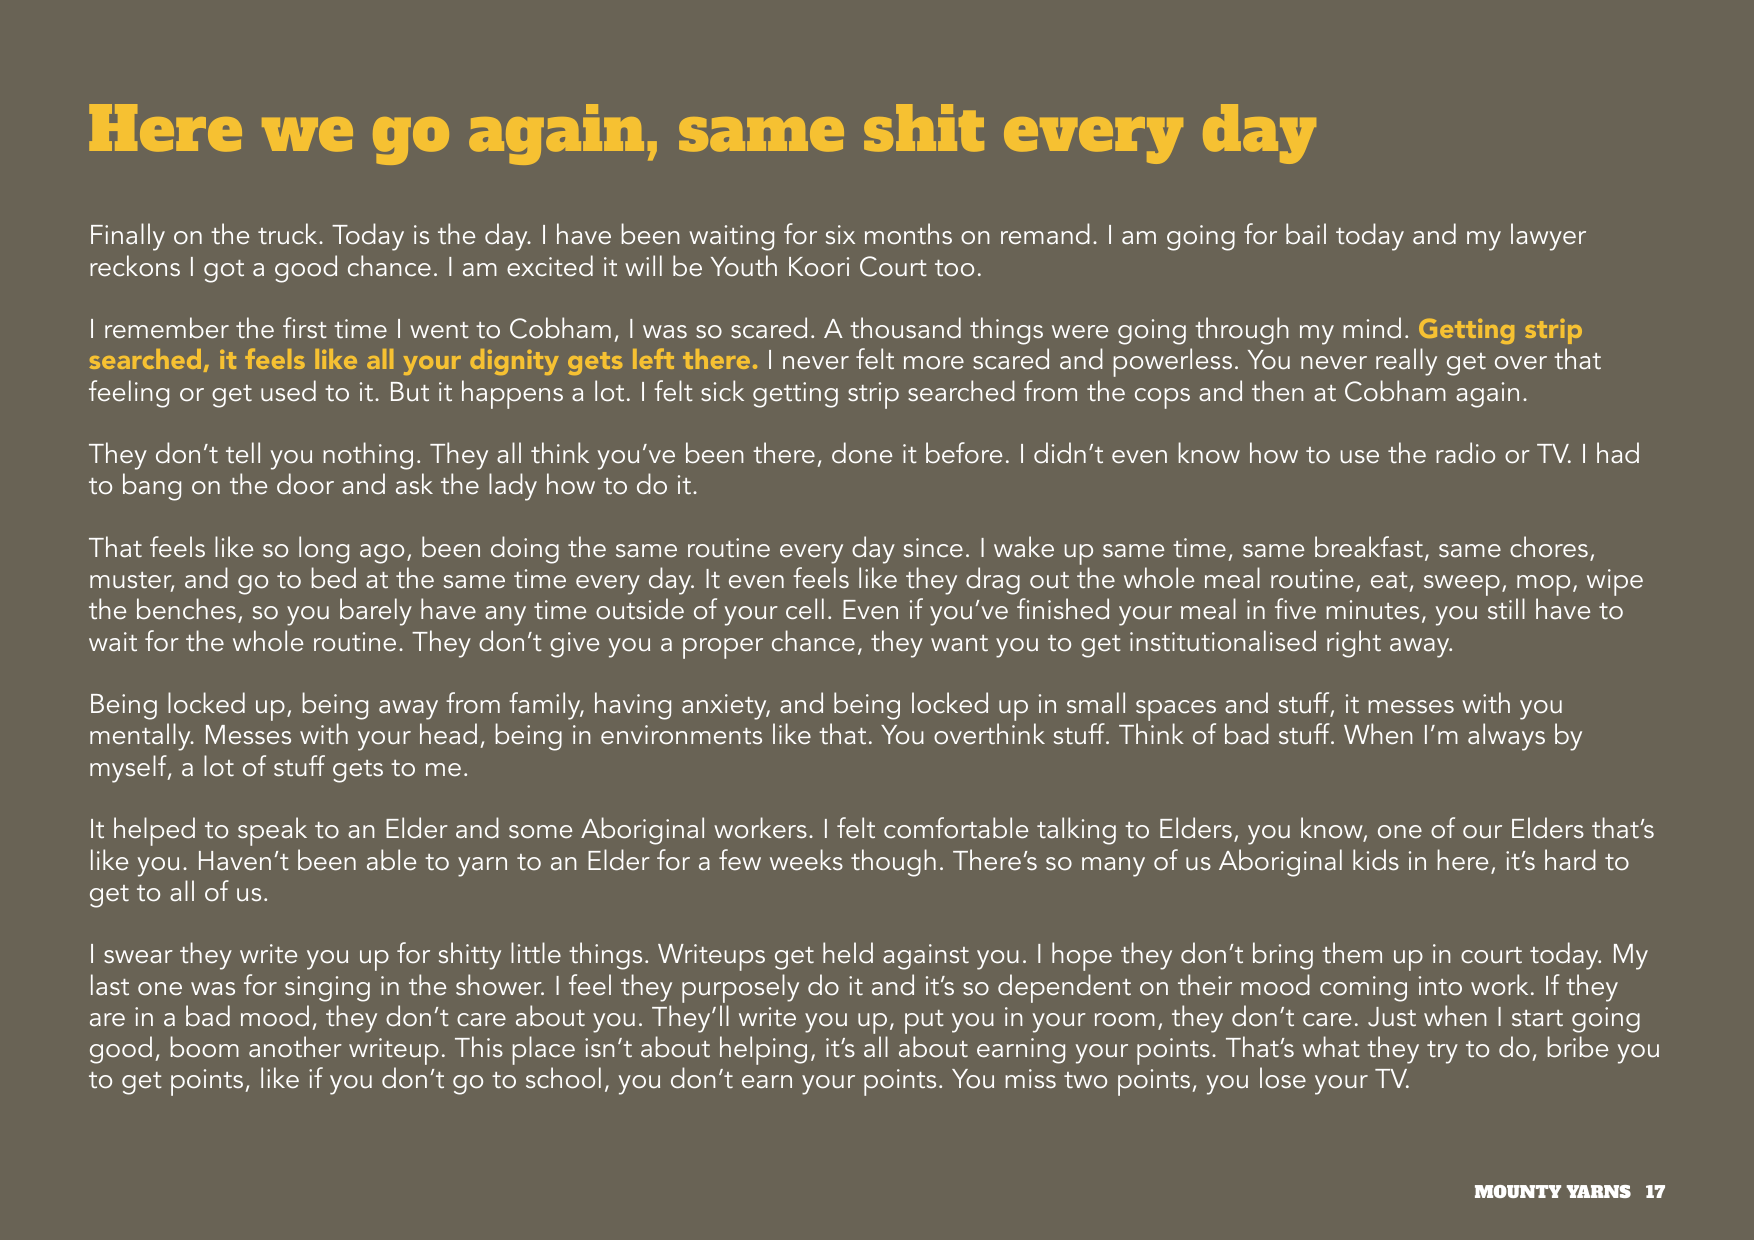 Here we go again, same shit every day
Finally on the truck. Today is the day. I have been waiting for six months on remand. I am going for bail today and my lawyer
reckons I got a good chance. I am excited it will be Youth Koori Court too.
I remember the first time I went to Cobham, I was so scared. A thousand things were going through my mind. Getting strip
searched, it feels like all your dignity gets left there. I never felt more scared and powerless. You never really get over that
feeling or get used to it. But it happens a lot. I felt sick getting strip searched from the cops and then at Cobham again.
They don’t tell you nothing. They all think you’ve been there, done it before. I didn’t even know how to use the radio or TV. I had
to bang on the door and ask the lady how to do it.
That feels like so long ago, been doing the same routine every day since. I wake up same time, same breakfast, same chores,
muster, and go to bed at the same time every day. It even feels like they drag out the whole meal routine, eat, sweep, mop, wipe
the benches, so you barely have any time outside of your cell. Even if you’ve finished your meal in five minutes, you still have to
wait for the whole routine. They don’t give you a proper chance, they want you to get institutionalised right away.
Being locked up, being away from family, having anxiety, and being locked up in small spaces and stuff, it messes with you
mentally. Messes with your head, being in environments like that. You overthink stuff. Think of bad stuff. When I’m always by
myself, a lot of stuff gets to me.
It helped to speak to an Elder and some Aboriginal workers. I felt comfortable talking to Elders, you know, one of our Elders that’s
like you. Haven’t been able to yarn to an Elder for a few weeks though. There’s so many of us Aboriginal kids in here, it’s hard to
get to all of us.
I swear they write you up for shitty little things. Writeups get held against you. I hope they don’t bring them up in court today. My
last one was for singing in the shower. I feel they purposely do it and it’s so dependent on their mood coming into work. If they
are in a bad mood, they don’t care about you. They’ll write you up, put you in your room, they don’t care. Just when I start going
good, boom another writeup. This place isn’t about helping, it’s all about earning your points. That’s what they try to do, bribe you
to get points, like if you don’t go to school, you don’t earn your points. You miss two points, you lose your TV.
MOUNTY YARNS 17